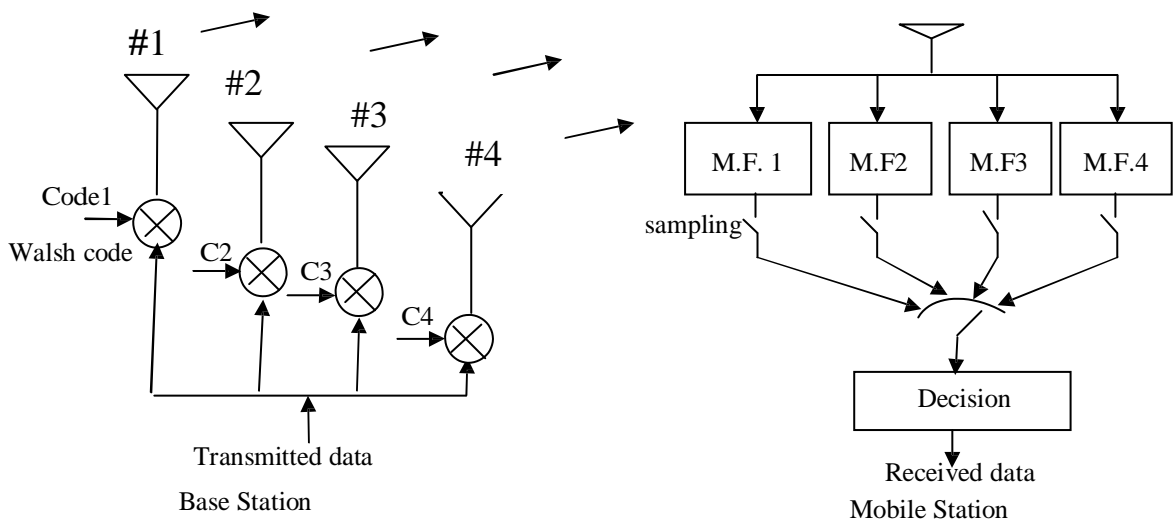 #1
#2
#3
#4
Code1
Walsh code
C2
C3
C4
Transmitted data
Base Station
M.F. 1
M.F2
M.F3
M.F.4
sampling
Decision
Received data
Mobile Station